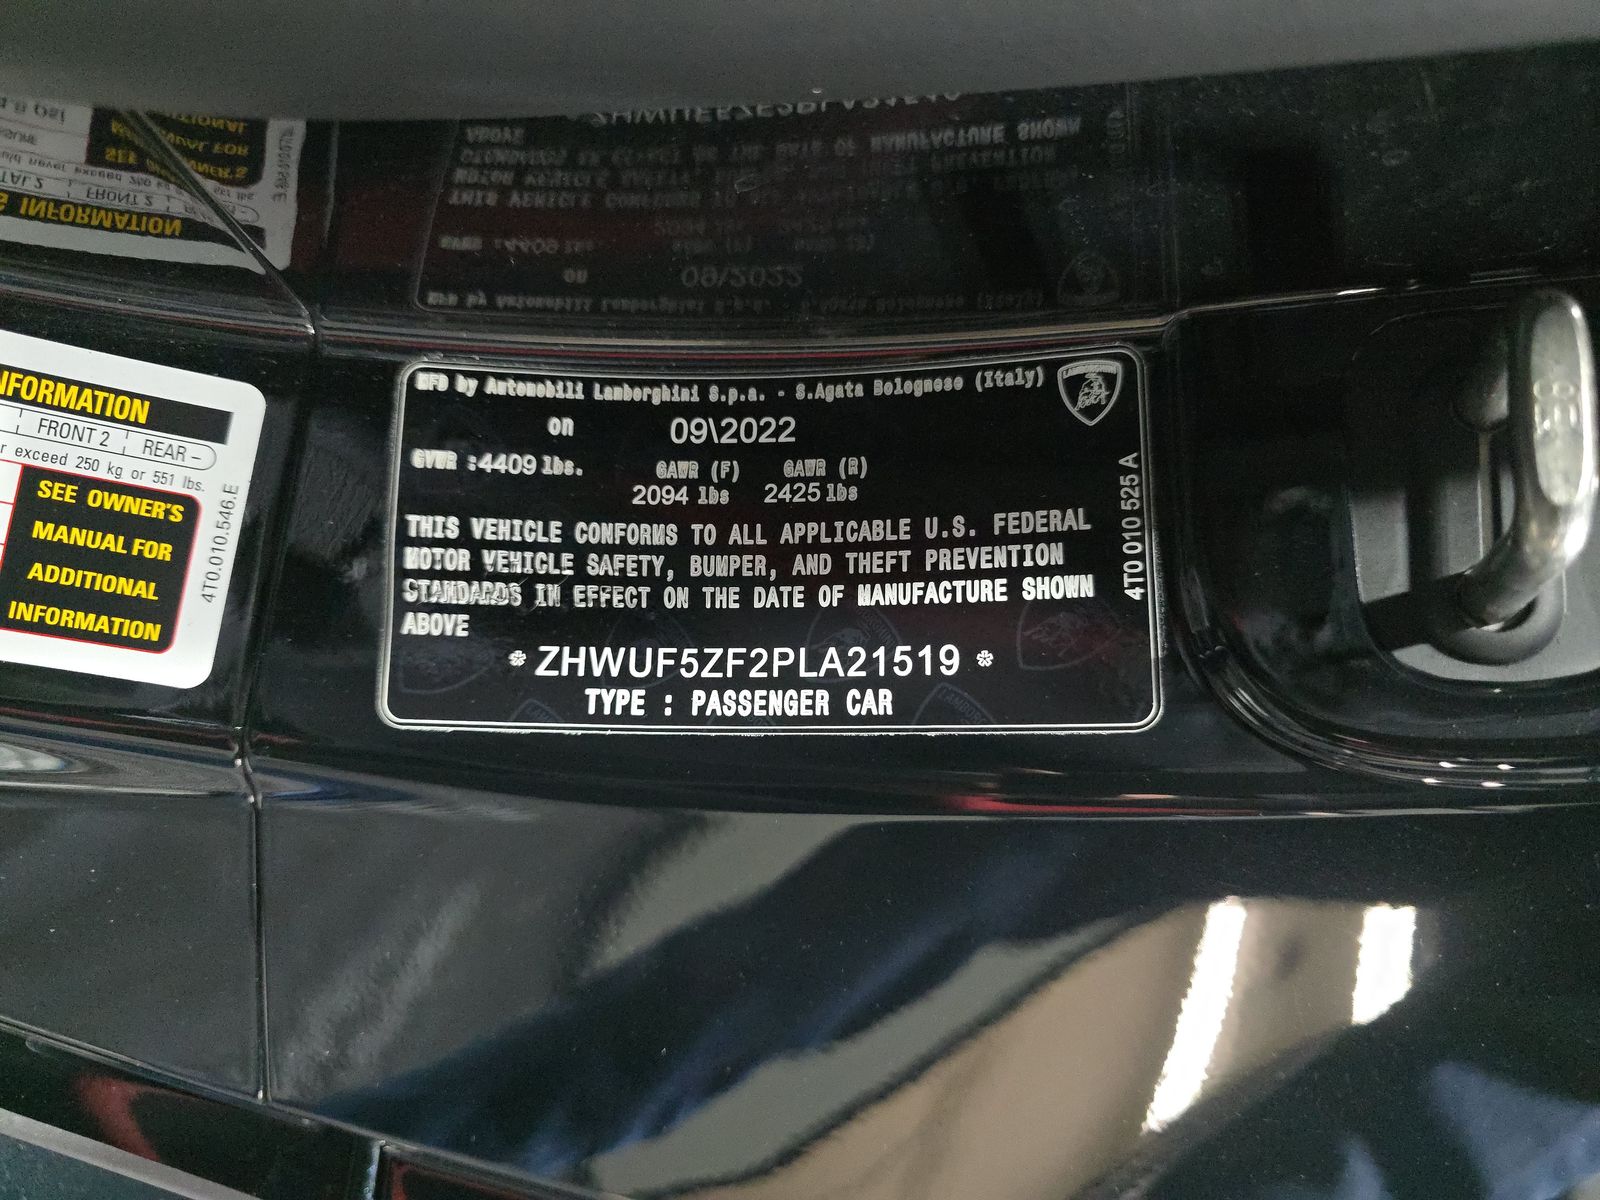 MFD by Automobili Lamborghini S.p.a. - S.Agata Bolognese (Italy)
LAMBORGHINI
on 09\2022
GVWR :4409 lbs. GAWR (F) GAWR (R)
2094 lbs 2425 lbs
THIS VEHICLE CONFORMS TO ALL APPLICABLE U.S. FEDERAL
MOTOR VEHICLE SAFETY, BUMPER, AND THEFT PREVENTION
STANDARDS IN EFFECT ON THE DATE OF MANUFACTURE SHOWN
ABOVE
* ZHWUF5ZF2PLA21519 *
TYPE : PASSENGER CAR
4T0 010 525 A
NFORMATION
FRONT 2 REAR -
r exceed 250 kg or 551 lbs.
SEE OWNER'S
MANUAL FOR
ADDITIONAL
INFORMATION
4T0.010.546.E